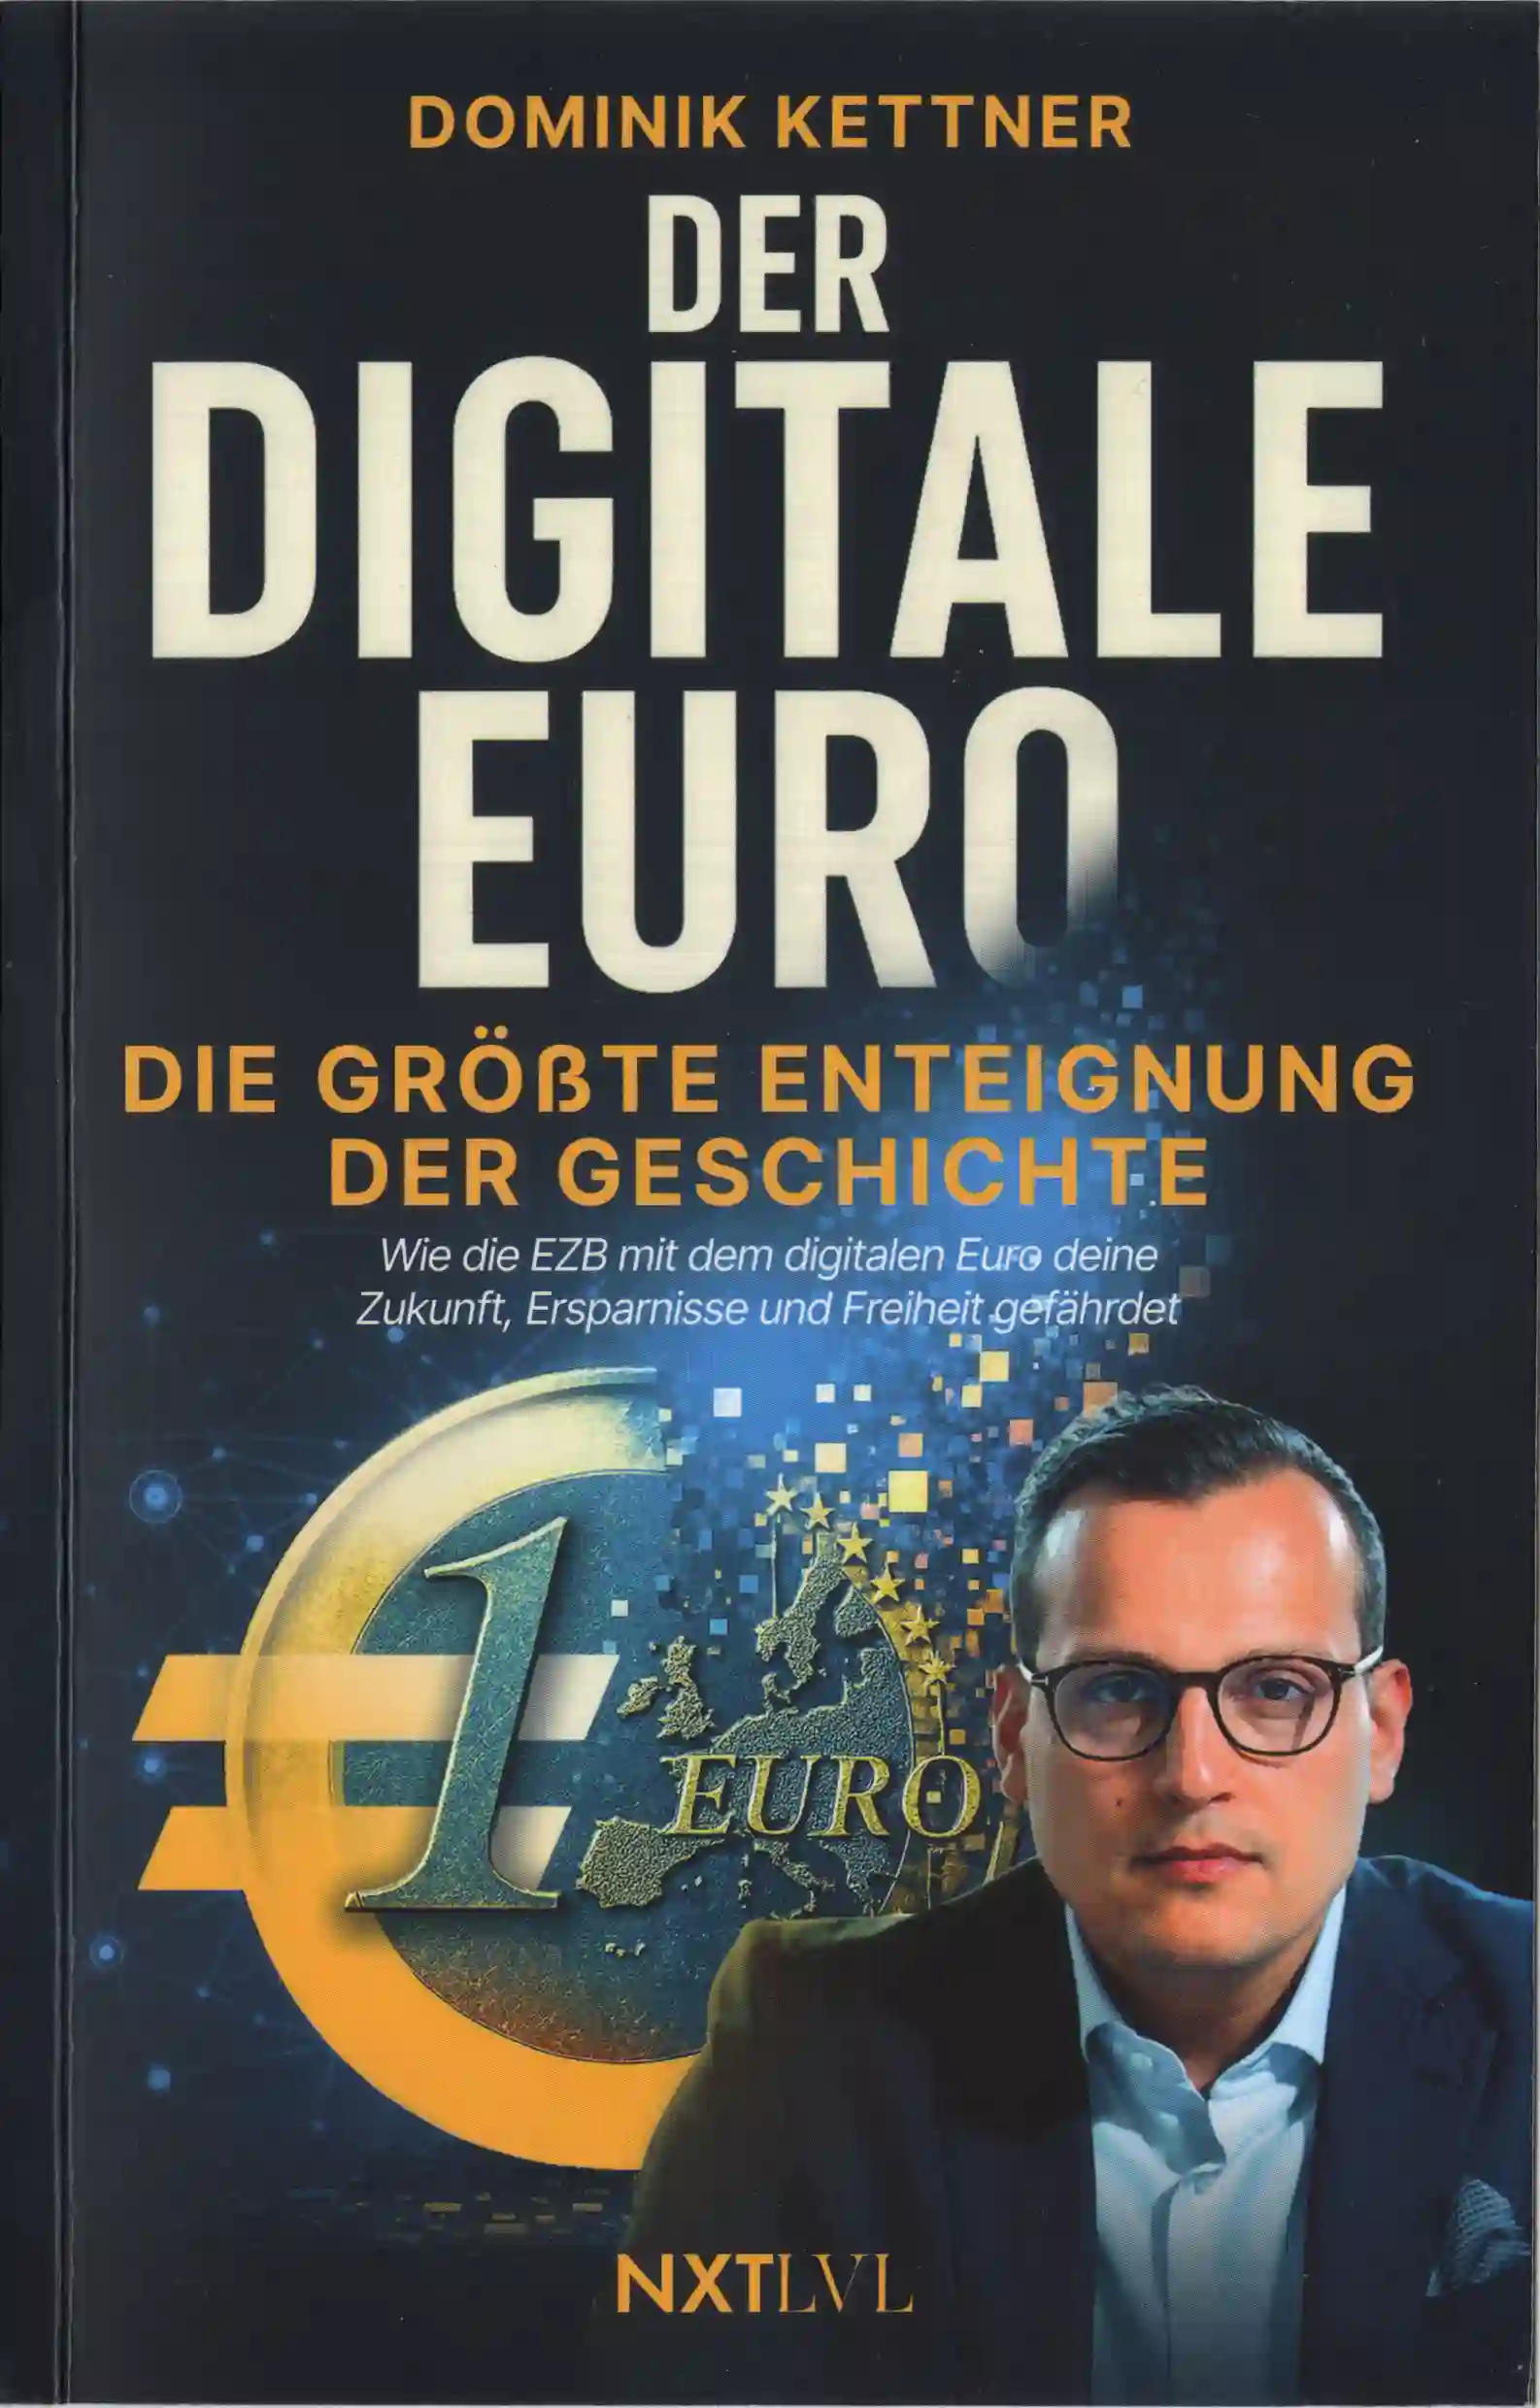 DOMINIK KETTNER
DER
DIGITALE
EURO
DIE GRÖßTE ENTEIGNUNG
DER GESCHICHTE
Wie die EZB mit dem digitalen Euro deine
Zukunft, Ersparnisse und Freiheit gefährdet
1
EURO
NXTLVL